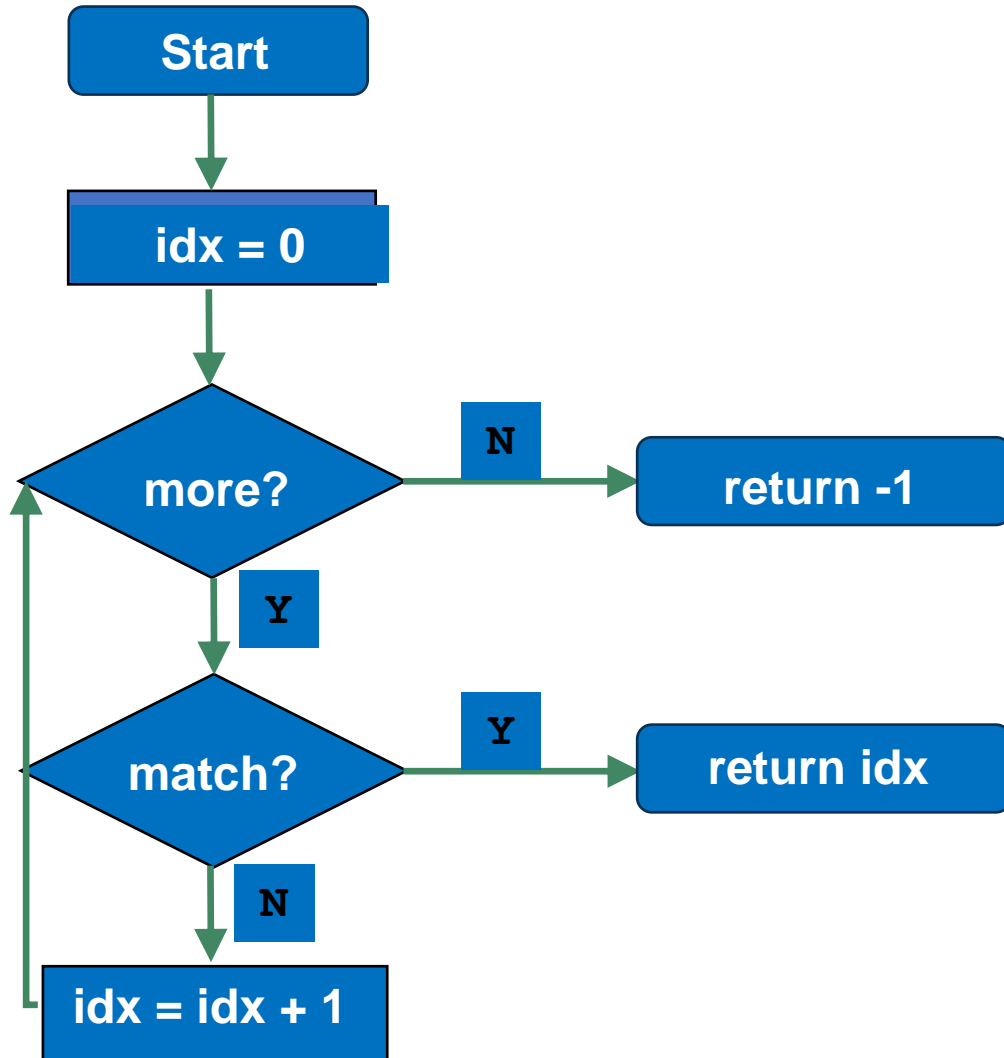 Start
idx = 0
more?
N
return -1
Y
match?
Y
return idx
N
idx = idx + 1